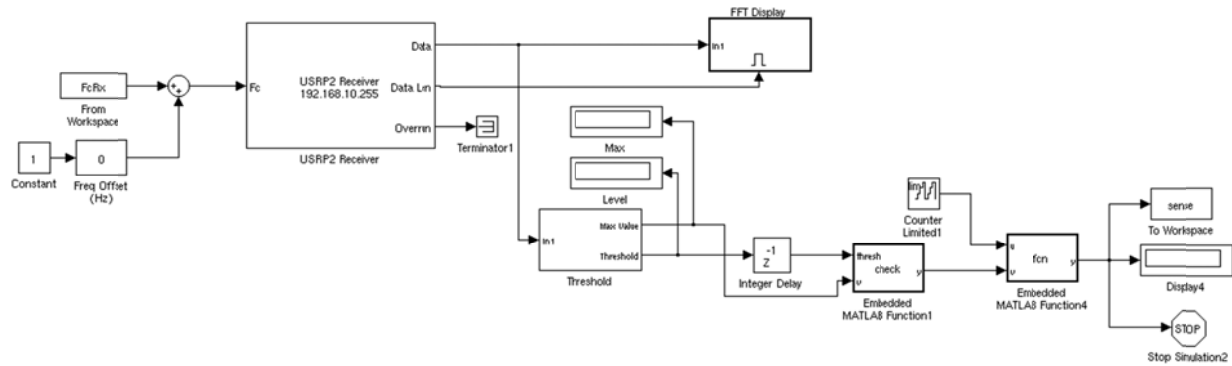 FFT Display
Data
In1
USRP2 Receiver
192.168.10.255
Fc
Data Len
Overrun
USRP2 Receiver
FcRx
From
Workspace
Terminator1
1
Constant
0
Freq Offset
(Hz)
Max
Level
In1
Max Value
Threshold
Threshold
-1
Z
Integer Delay
thresh
check
v
y
Embedded
MATLAB Function1
lim
Counter
Limited1
u
fcn
v
y
Embedded
MATLAB Function4
sense
To Workspace
Display4
STOP
Stop Simulation2